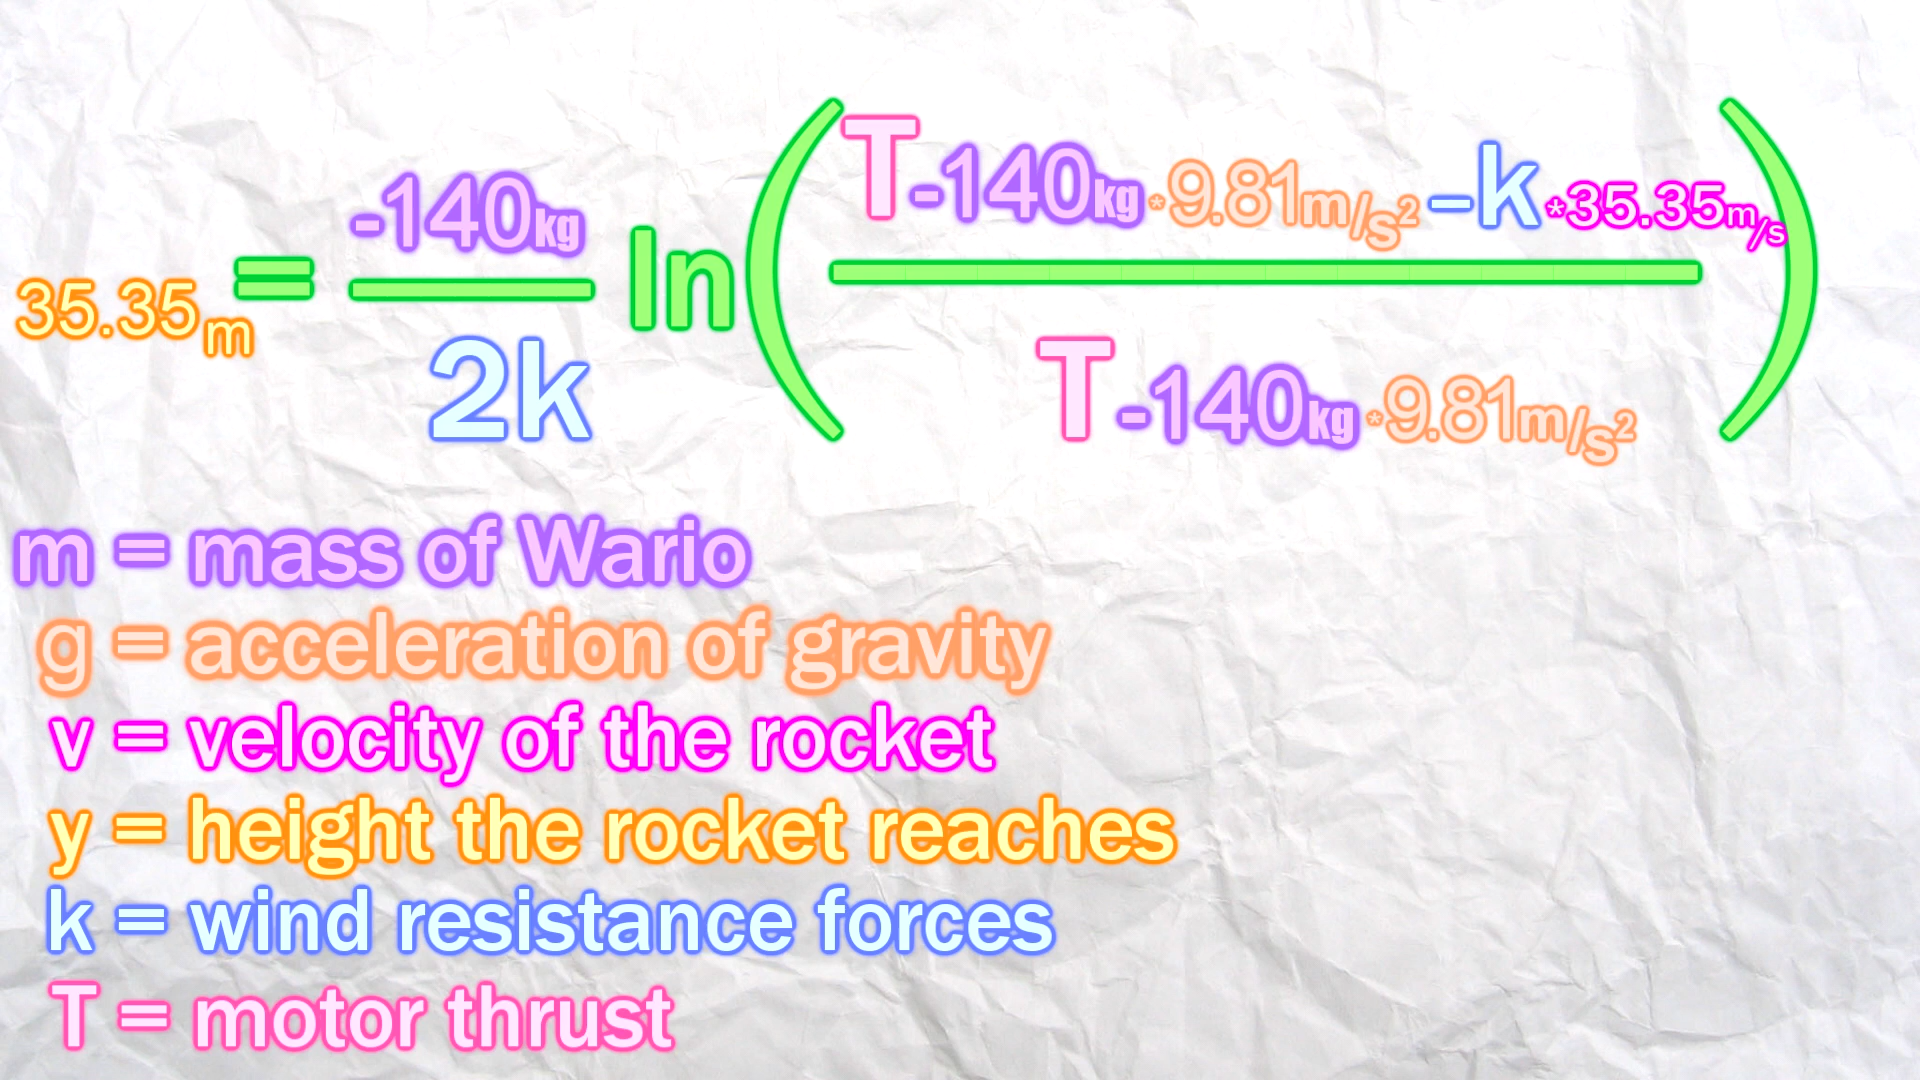 35.35m = -140kg / 2k ln( T-140kg*9.81m/s² -k*35.35m/s / T-140kg*9.81m/s² )
m = mass of Wario
g = acceleration of gravity
v = velocity of the rocket
y = height the rocket reaches
k = wind resistance forces
T = motor thrust